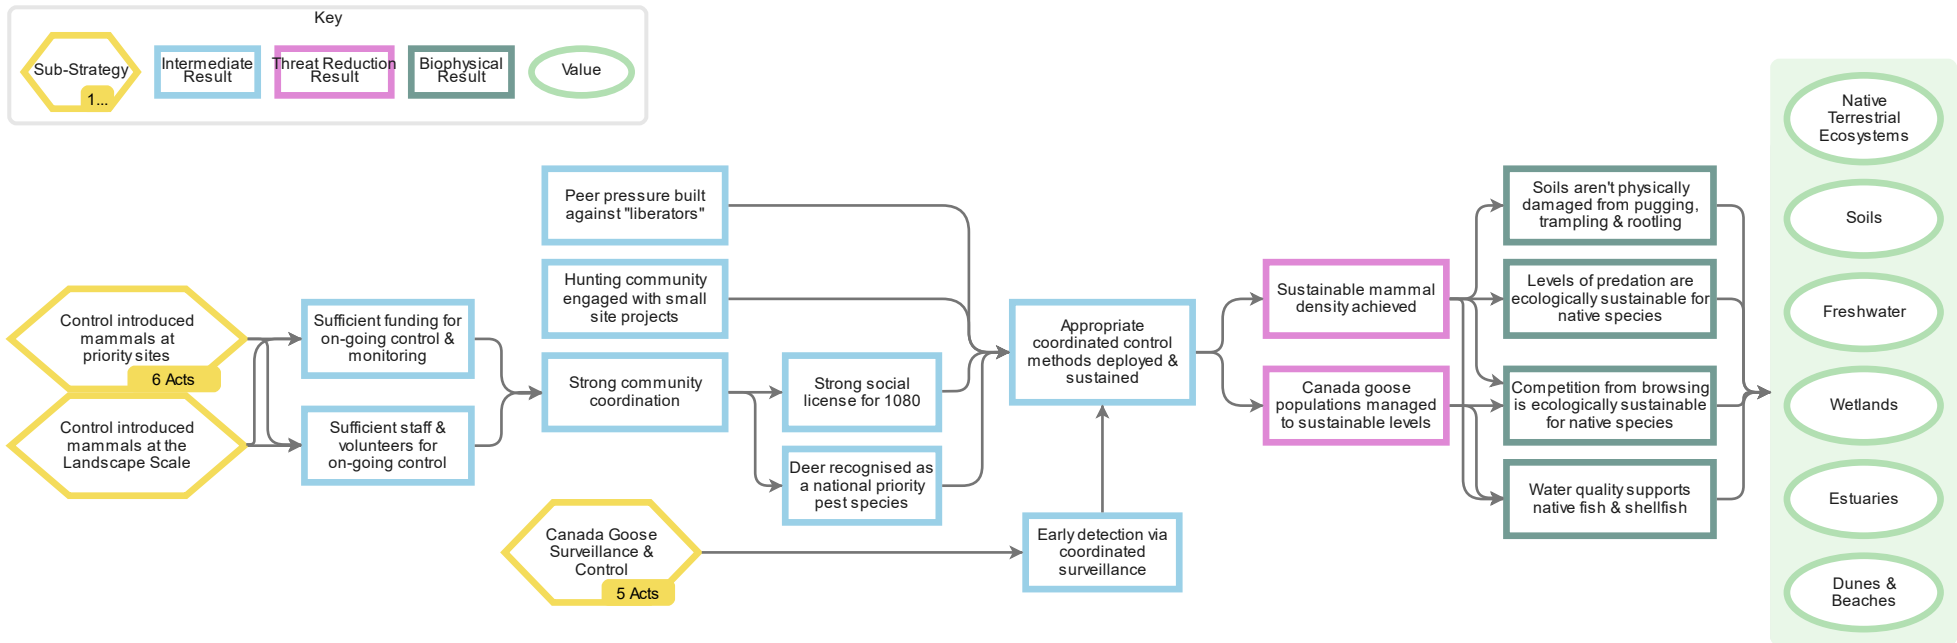 Key
Sub-Strategy
1...
Intermediate
Result
Threat Reduction
Result
Biophysical
Result
Value
Control introduced
mammals at
priority sites
6 Acts
Control introduced
mammals at the
Landscape Scale
Sufficient funding for
on-going control &
monitoring
Sufficient staff &
volunteers for
on-going control
Peer pressure built
against "liberators"
Hunting community
engaged with small
site projects
Strong community
coordination
Canada Goose
Surveillance &
Control
5 Acts
Strong social
license for 1080
Deer recognised as
a national priority
pest species
Appropriate
coordinated control
methods deployed &
sustained
Early detection via
coordinated
surveillance
Sustainable mammal
density achieved
Canada goose
populations managed
to sustainable levels
Soils aren't physically
damaged from pugging,
trampling & rootling
Levels of predation are
ecologically sustainable for
native species
Competition from browsing
is ecologically sustainable
for native species
Water quality supports
native fish & shellfish
Native
Terrestrial
Ecosystems
Soils
Freshwater
Wetlands
Estuaries
Dunes &
Beaches